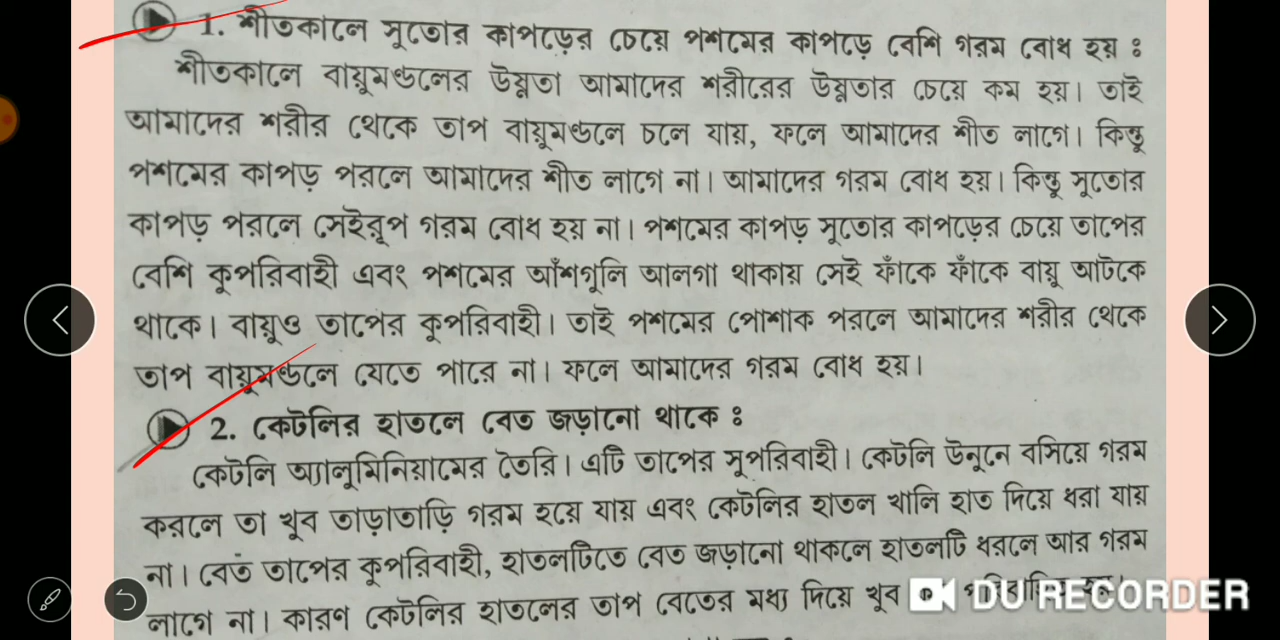 1. শীতকালে সুতোর কাপড়ের চেয়ে পশমের কাপড়ে বেশি গরম বোধ হয় ঃ
শীতকালে বায়ুমণ্ডলের উষ্ণতা আমাদের শরীরের উষ্ণতার চেয়ে কম হয়। তাই
আমাদের শরীর থেকে তাপ বায়ুমণ্ডলে চলে যায়, ফলে আমাদের শীত লাগে। কিন্তু
পশমের কাপড় পরলে আমাদের শীত লাগে না। আমাদের গরম বোধ হয়। কিন্তু সুতোর
কাপড় পরলে সেইরূপ গরম বোধ হয় না। পশমের কাপড় সুতোর কাপড়ের চেয়ে তাপের
বেশি কুপরিবাহী এবং পশমের আঁশগুলি আলগা থাকায় সেই ফাঁকে ফাঁকে বায়ু আটকে
থাকে। বায়ুও তাপের কুপরিবাহী। তাই পশমের পোশাক পরলে আমাদের শরীর থেকে
তাপ বায়ুমণ্ডলে যেতে পারে না। ফলে আমাদের গরম বোধ হয়।
2. কেটলির হাতলে বেত জড়ানো থাকে ঃ
কেটলি অ্যালুমিনিয়ামের তৈরি। এটি তাপের সুপরিবাহী। কেটলি উনুনে বসিয়ে গরম
করলে তা খুব তাড়াতাড়ি গরম হয়ে যায় এবং কেটলির হাতল খালি হাত দিয়ে ধরা যায়
না। বেত তাপের কুপরিবাহী, হাতলটিতে বেত জড়ানো থাকলে হাতলটি ধরলে আর গরম
লাগে না। কারণ কেটলির হাতলের তাপ বেতের মধ্য দিয়ে খুব
DU RECORDER